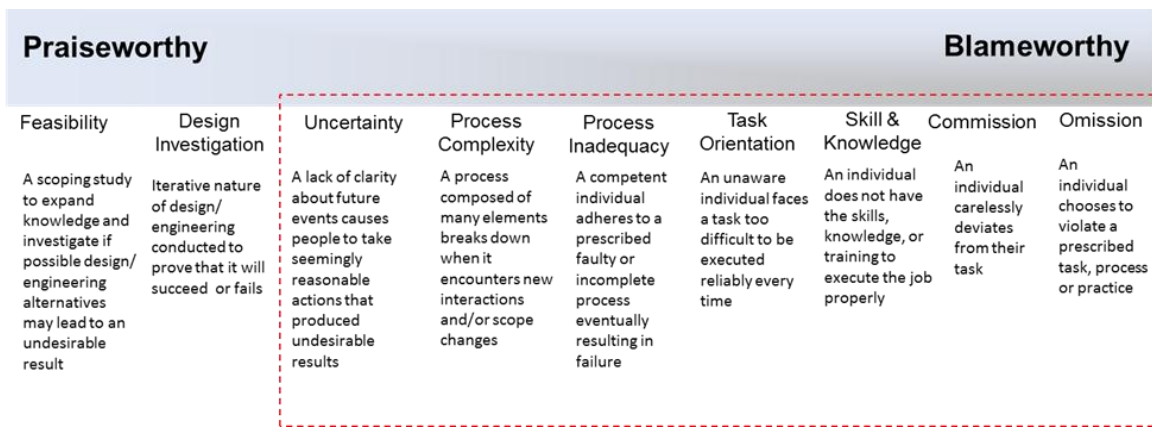 Praiseworthy
Blameworthy
Feasibility
A scoping study
to expand
knowledge and
investigate if
possible design/
engineering
alternatives
may lead to an
undesirable
result
Design
Investigation
Iterative nature
of design/
engineering
conducted to
prove that it will
succeed or fails
Uncertainty
A lack of clarity
about future
events causes
people to take
seemingly
reasonable
actions that
produced
undesirable
results
Process
Complexity
A process
composed of
many elements
breaks down
when it
encounters new
interactions
and/or scope
changes
Process
Inadequacy
A competent
individual
adheres to a
prescribed
faulty or
incomplete
process
eventually
resulting in
failure
Task
Orientation
An unaware
individual faces
a task too
difficult to be
executed
reliably every
time
Skill &
Knowledge
An individual
does not have
the skills,
knowledge, or
training to
execute the job
properly
Commission
An
individual
carelessly
deviates
from their
task
Omission
An
individual
chooses to
violate a
prescribed
task, process
or practice